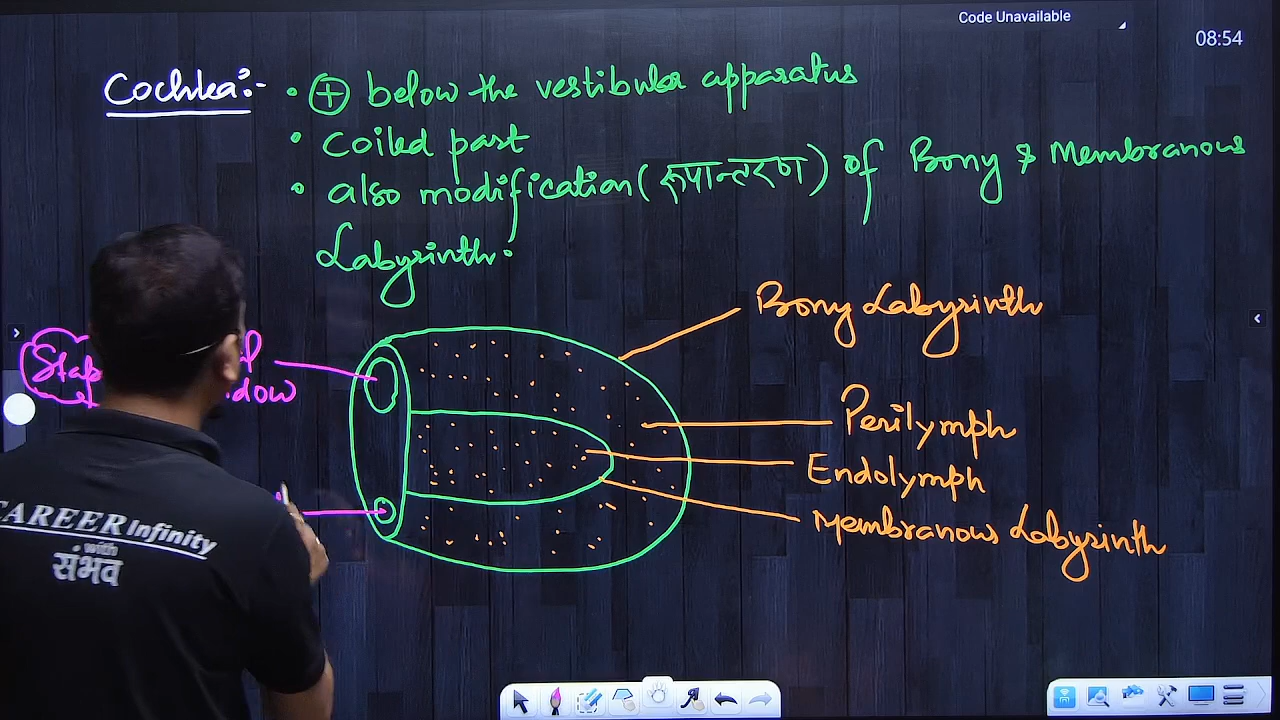 Code Unavailable
08:54
Cochlea:- • ⊕ below the vestibular apparatus
• Coiled part
• also modification (रूपान्तरण) of Bony & Membranous
Labyrinth.
Bony Labyrinth
Perilymph
Endolymph
Membranous Labyrinth
CAREER Infinity
with
संभव